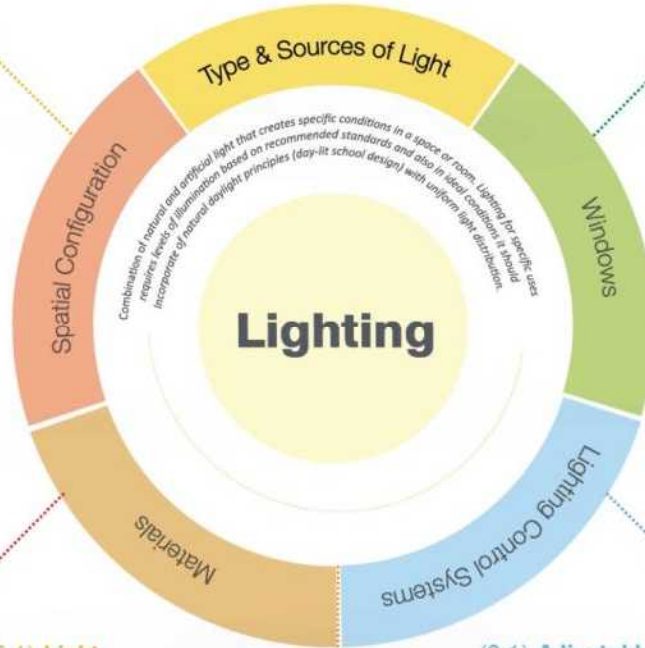 Type & Sources of Light
Windows
Lighting Control Systems
Materials
Spatial Configuration
Combination of natural and artificial light that creates specific conditions in a space or room. Lighting for specific uses
requires levels of illumination based on recommended standards and also in ideal conditions it should
incorporate of natural daylight principles (day-lit school design) with uniform light distribution.
Lighting